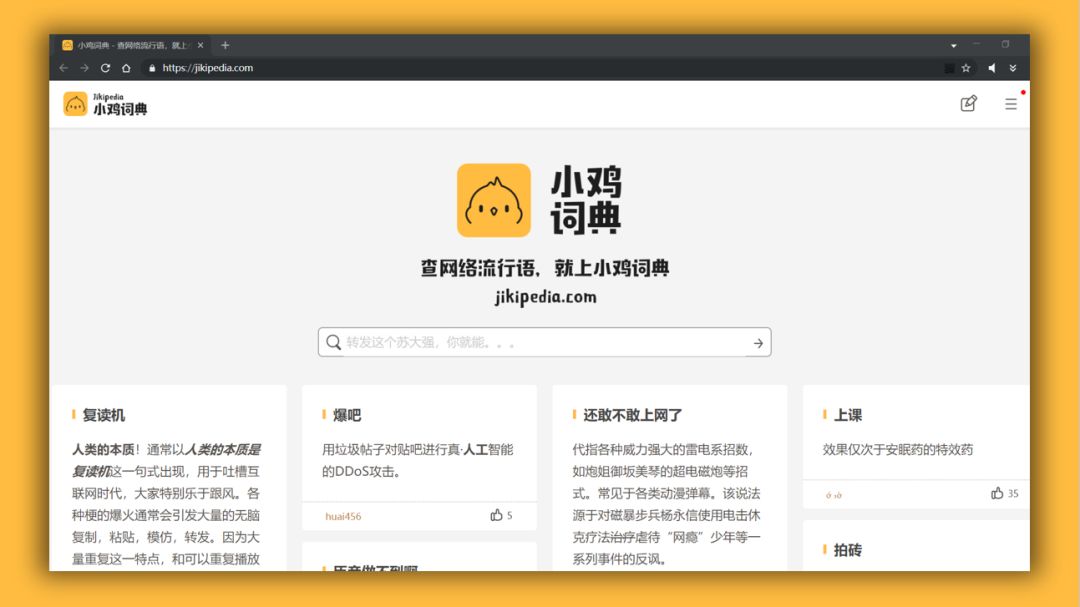 小鸡词典 - 查网络流行语，就上
https://jikipedia.com
Jikipedia
小鸡词典
小鸡
词典
查网络流行语，就上小鸡词典
jikipedia.com
转发这个苏大强，你就能。。。
复读机
人类的本质！通常以人类的本质是
复读机这一句式出现，用于吐槽互
联网时代，大家特别乐于跟风。各
种梗的爆火通常会引发大量的无脑
复制，粘贴，模仿，转发。因为大
量重复这一特点，和可以重复播放
爆吧
用垃圾帖子对贴吧进行真·人工智能
的DDoS攻击。
huai456
5
还敢不敢上网了
代指各种威力强大的雷电系招数，
如炮姐御坂美琴的超电磁炮等招
式。常见于各类动漫弹幕。该说法
源于对磁暴步兵杨永信使用电击休
克疗法治疗虐待“网瘾”少年等一
系列事件的反讽。
上课
效果仅次于安眠药的特效药
35
拍砖